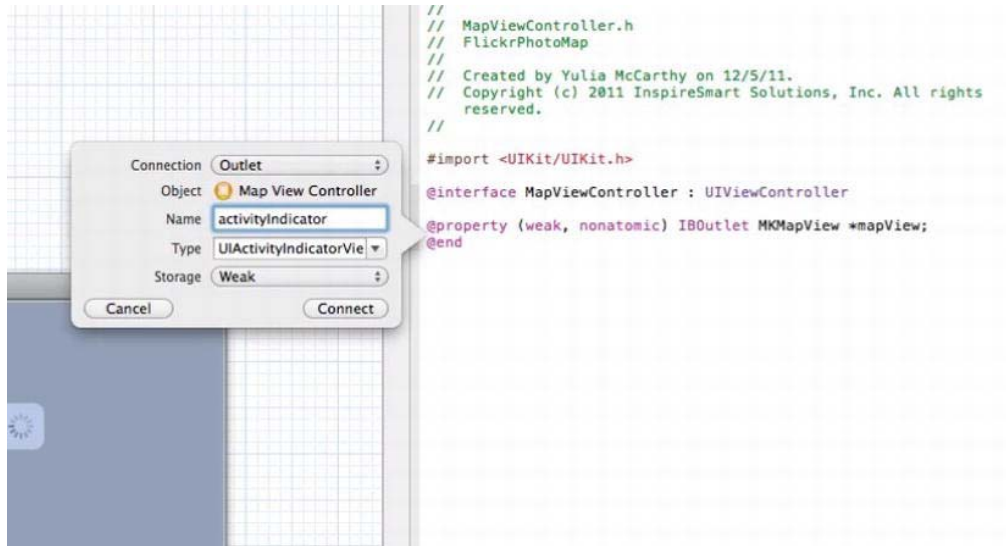 //
//  MapViewController.h
//  FlickrPhotoMap
//
//  Created by Yulia McCarthy on 12/5/11.
//  Copyright (c) 2011 InspireSmart Solutions, Inc. All rights
reserved.
//
#import <UIKit/UIKit.h>
@interface MapViewController : UIViewController
@property (weak, nonatomic) IBOutlet MKMapView *mapView;
@end
Connection Outlet
Object Map View Controller
Name activityIndicator
Type UIActivityIndicatorVie
Storage Weak
Cancel Connect